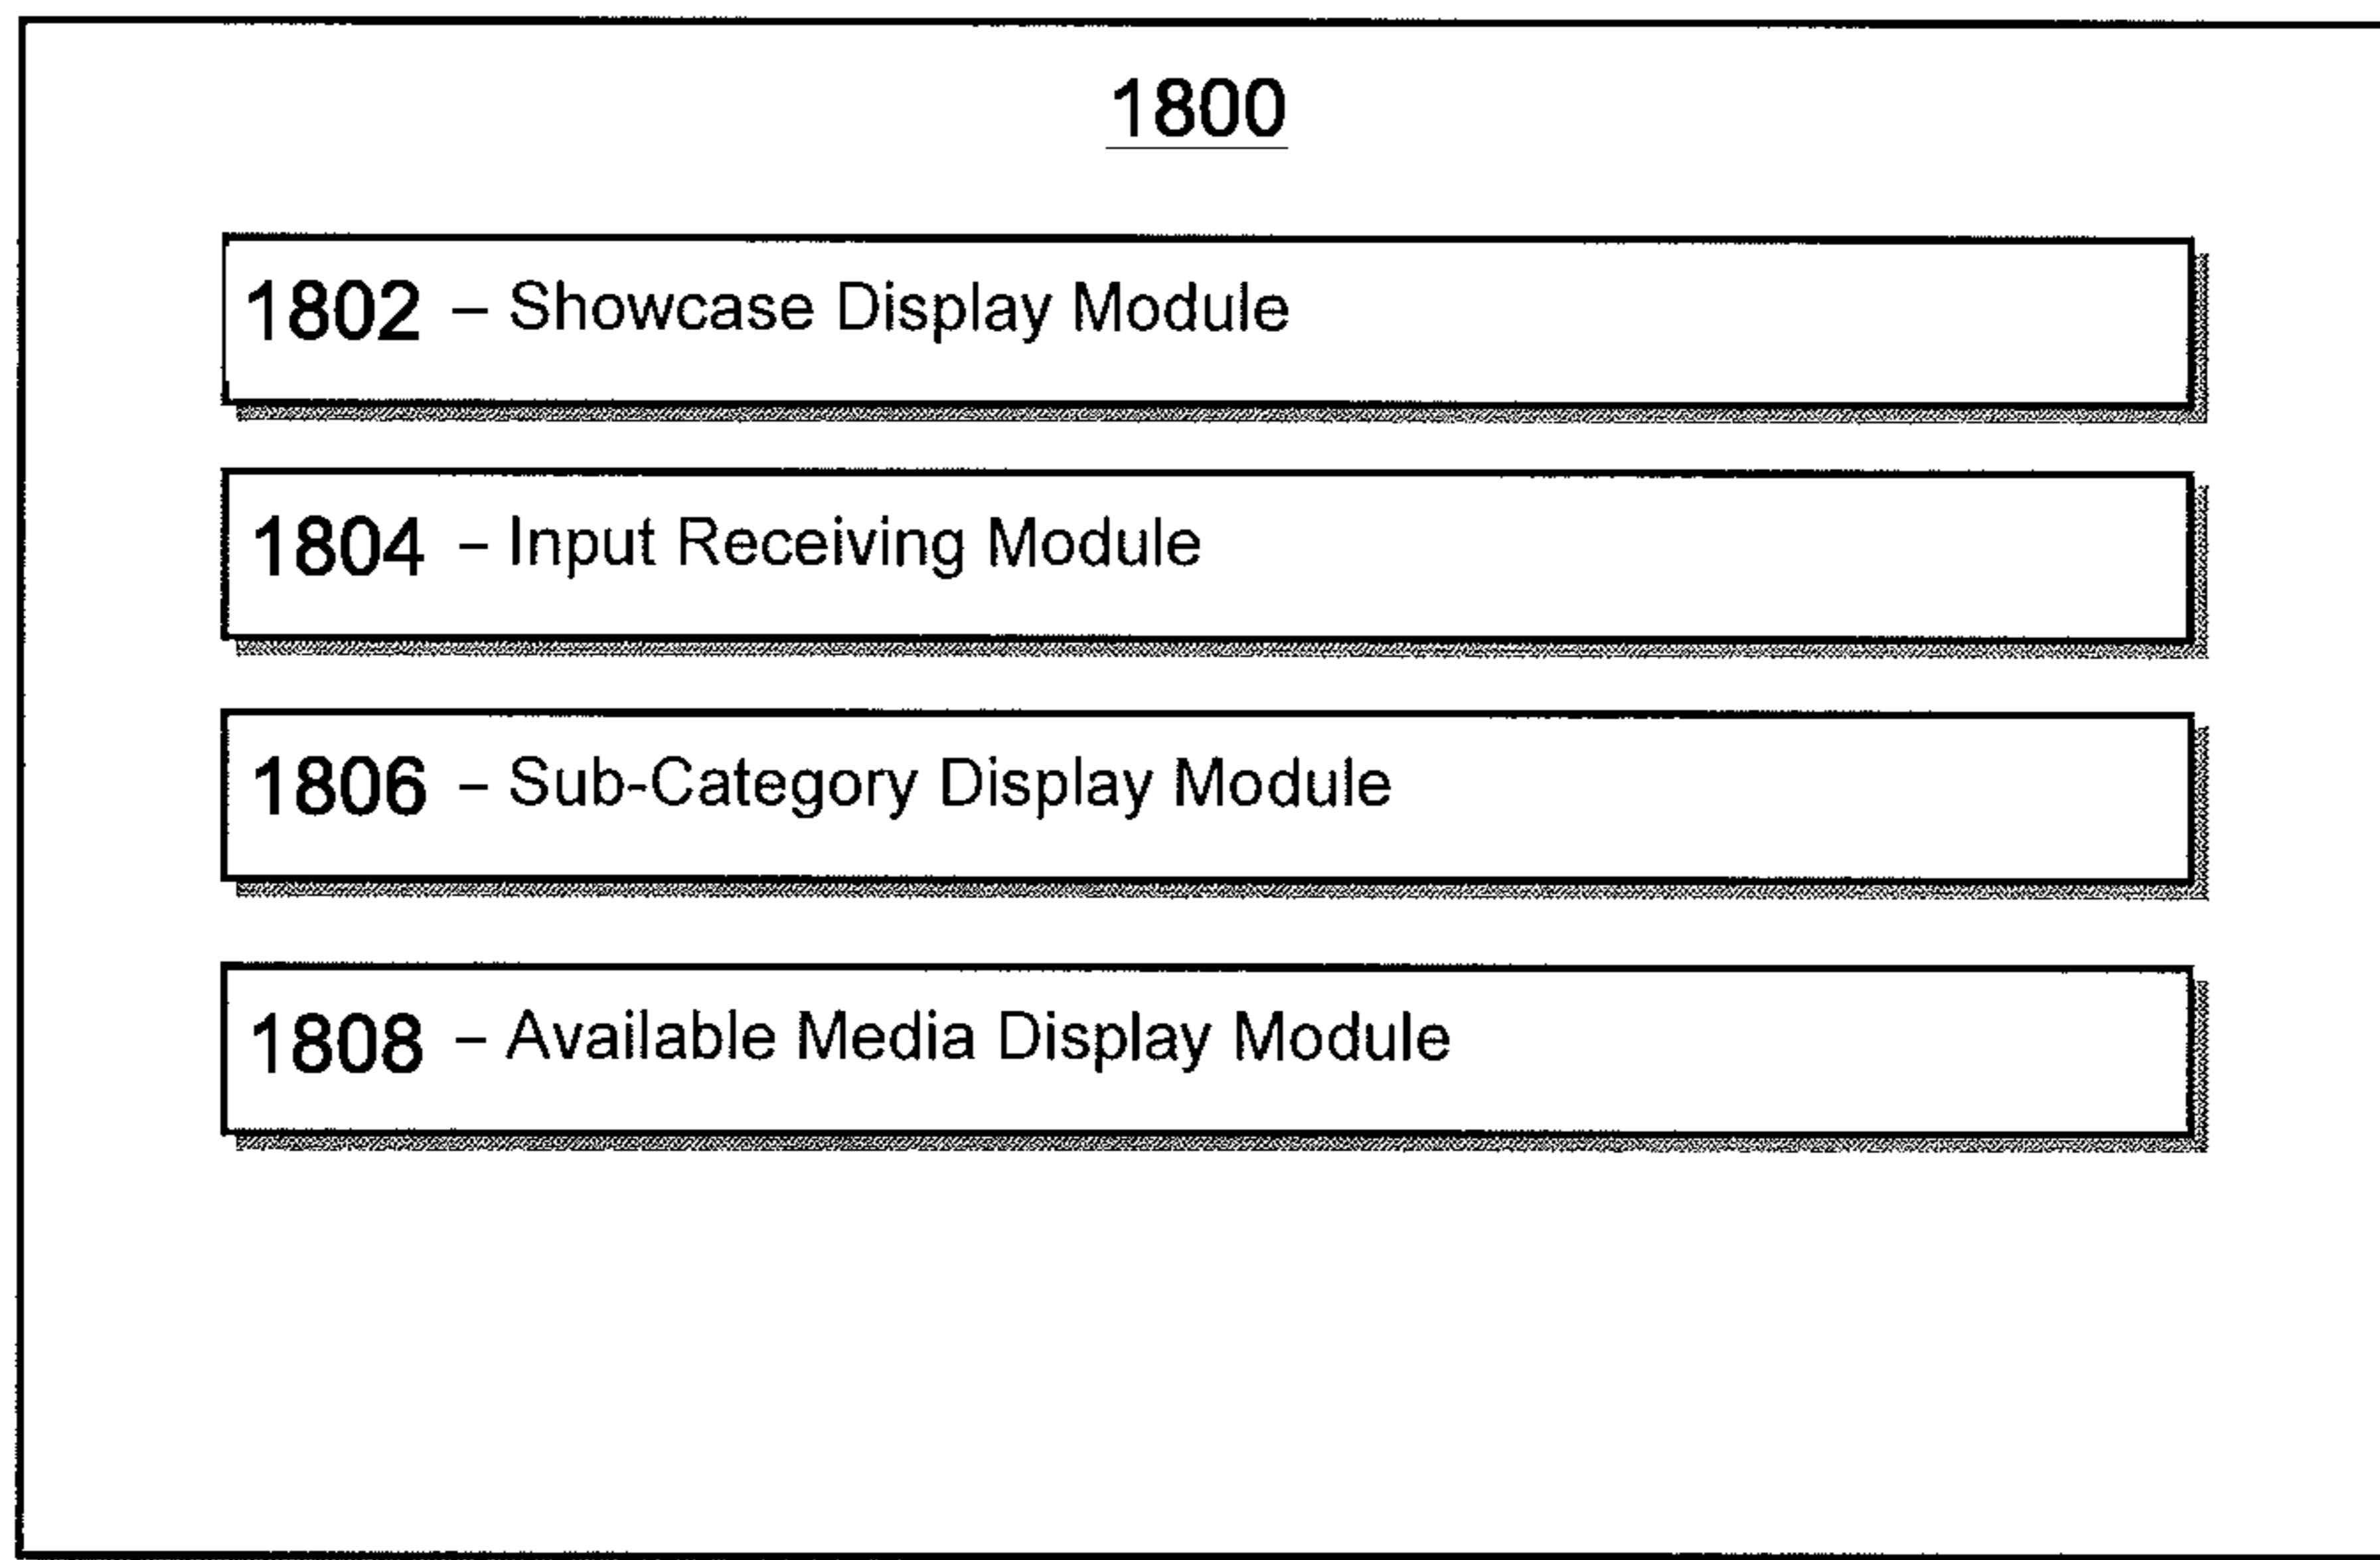 1800
1802 – Showcase Display Module
1804 – Input Receiving Module
1806 – Sub-Category Display Module
1808 – Available Media Display Module